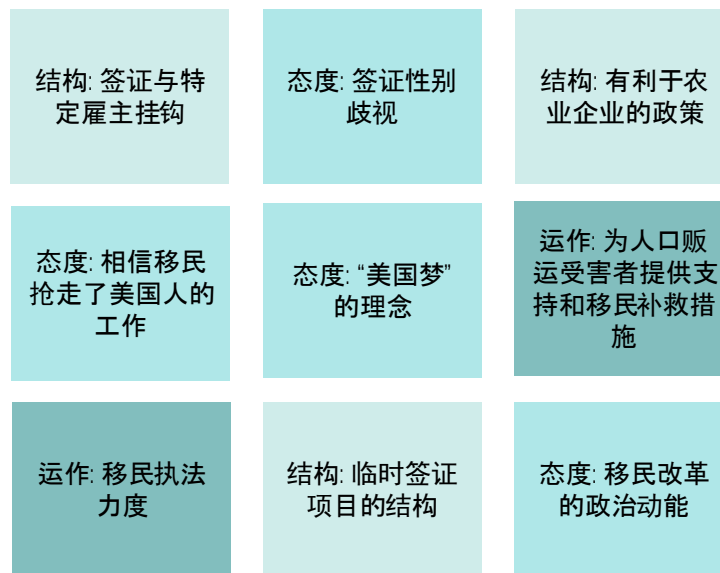 结构: 签证与特
定雇主挂钩
态度: 签证性别
歧视
结构: 有利于农
业企业的政策
态度: 相信移民
抢走了美国人的
工作
态度: “美国梦”
的理念
运作: 为人口贩
运受害者提供支
持和移民补救措
施
运作: 移民执法
力度
结构: 临时签证
项目的结构
态度: 移民改革
的政治动能